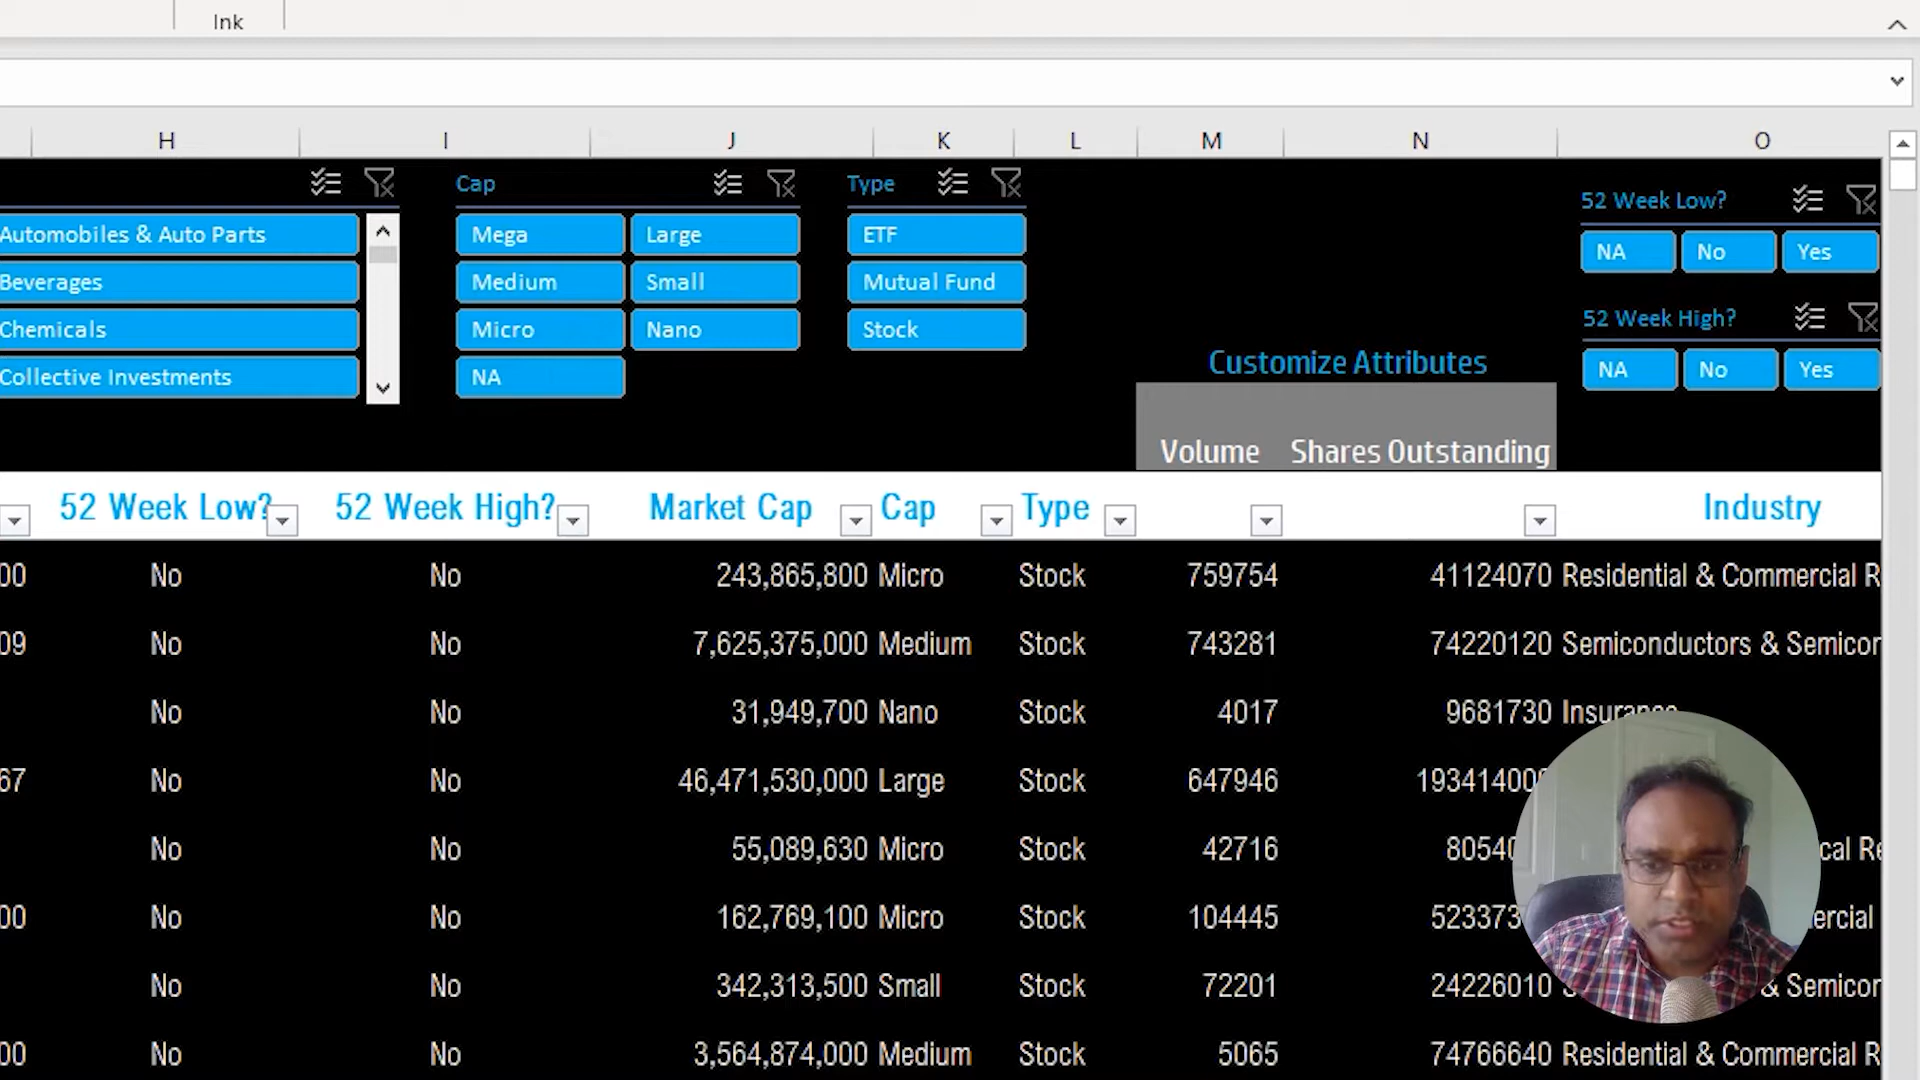 Ink
H I J K L M N O
Cap Type 52 Week Low?
Automobiles & Auto Parts Mega Large ETF NA No Yes
Beverages Medium Small Mutual Fund
52 Week High?
Chemicals Micro Nano Stock
Customize Attributes
Collective Investments NA NA No Yes
Volume Shares Outstanding
52 Week Low? 52 Week High? Market Cap Cap Type Industry
00 No No 243,865,800 Micro Stock 759754 41124070 Residential & Commercial R
09 No No 7,625,375,000 Medium Stock 743281 74220120 Semiconductors & Semicon
No No 31,949,700 Nano Stock 4017 9681730 Insurance
67 No No 46,471,530,000 Large Stock 647946 19341400
No No 55,089,630 Micro Stock 42716 8054 cal Re
00 No No 162,769,100 Micro Stock 104445 52337 ercial
No No 342,313,500 Small Stock 72201 24226010 & Semicon
00 No No 3,564,874,000 Medium Stock 5065 74766640 Residential & Commercial R